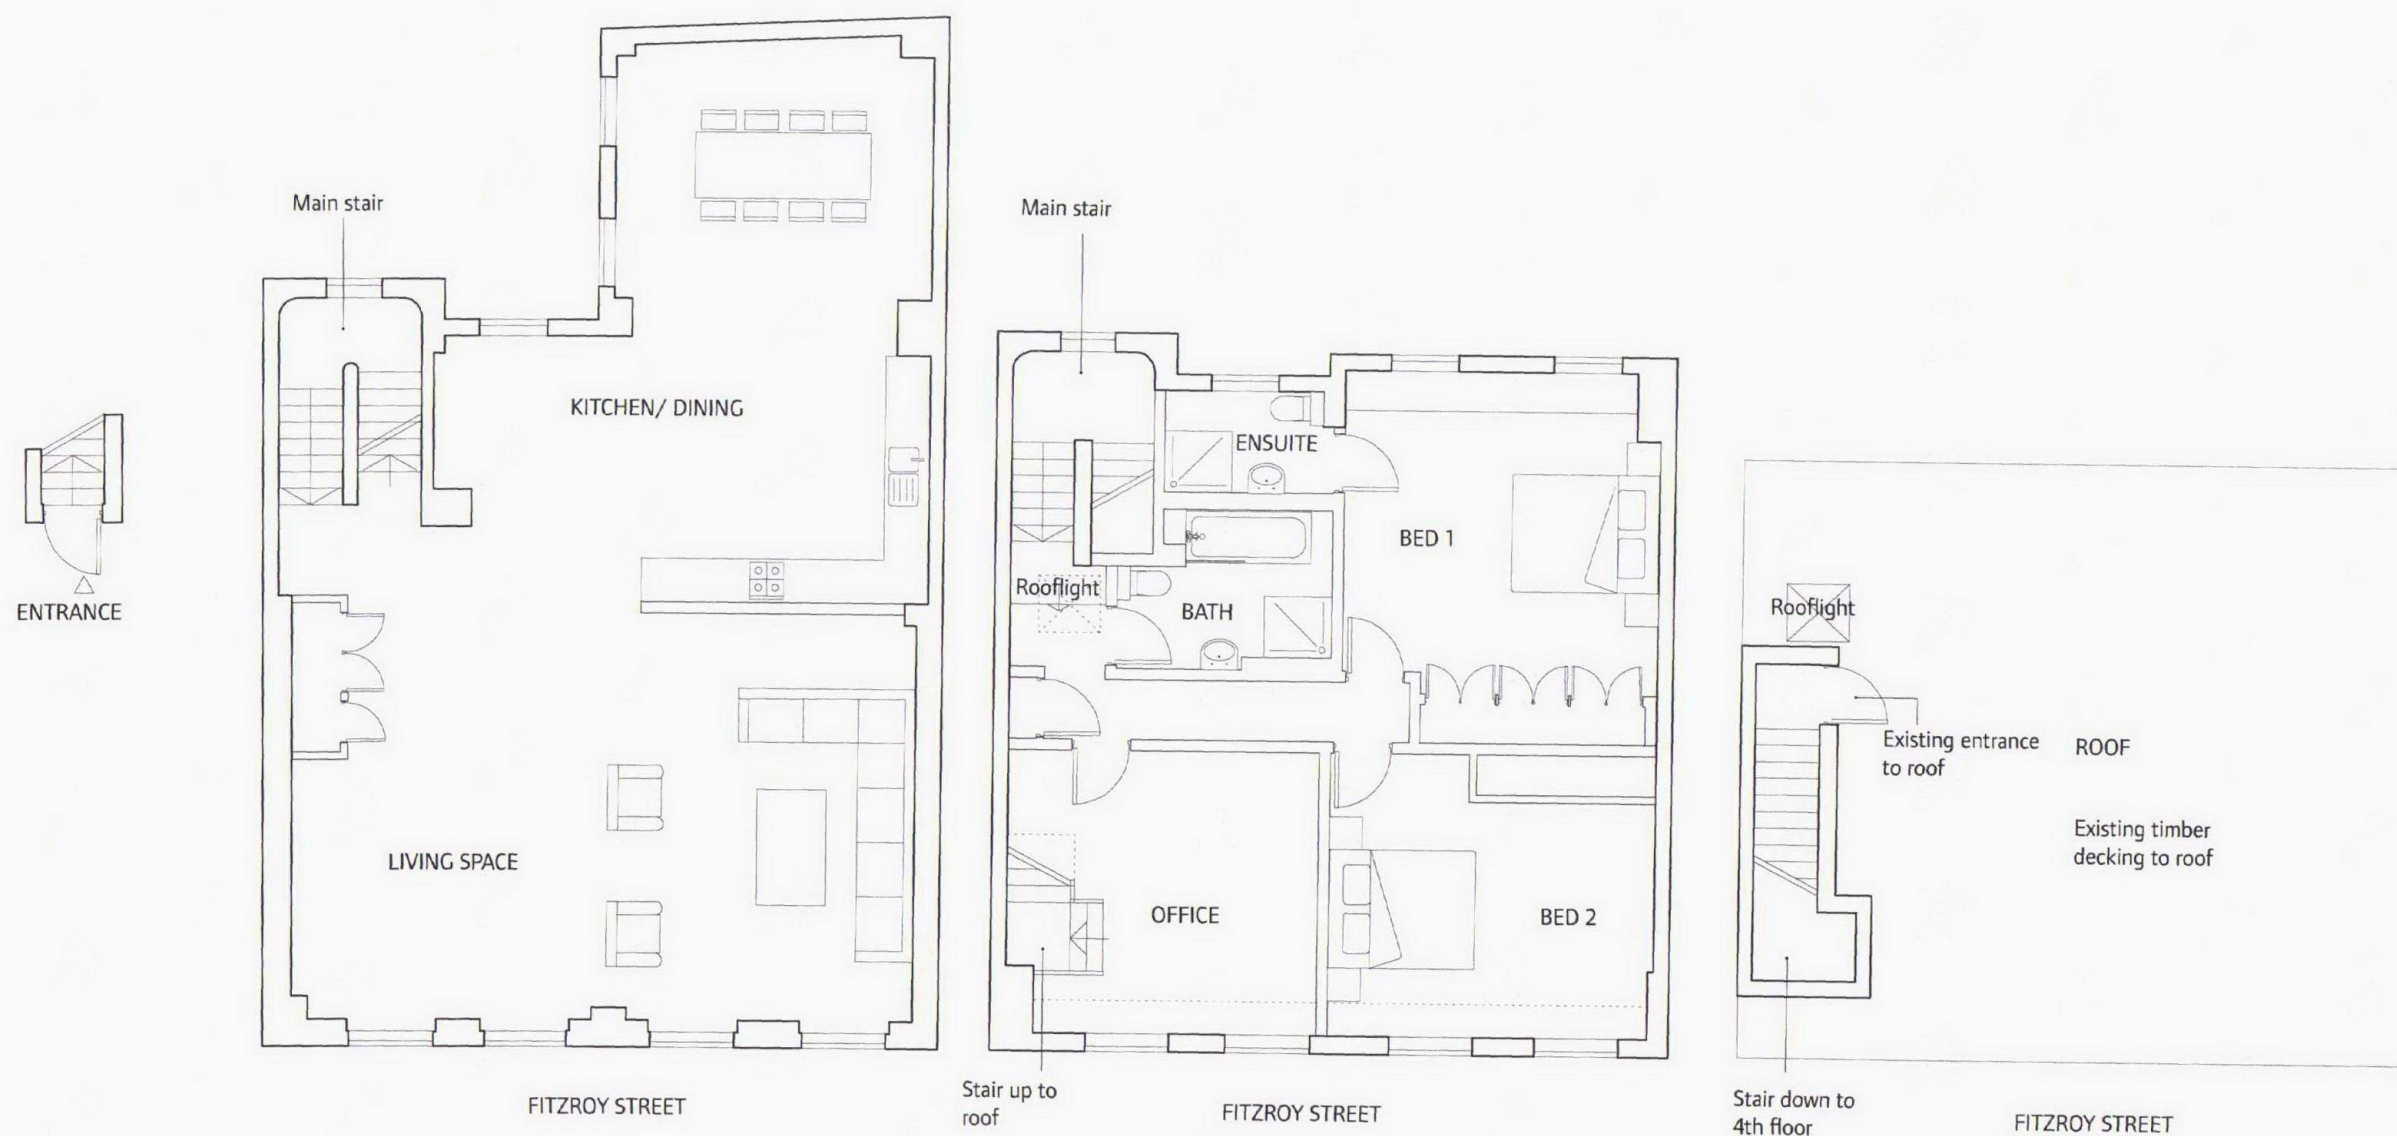 Main stair
KITCHEN/ DINING
ENTRANCE
LIVING SPACE
FITZROY STREET
Main stair
ENSUITE
BED 1
Rooflight
BATH
OFFICE
BED 2
Stair up to
roof
FITZROY STREET
Rooflight
Existing entrance
to roof
ROOF
Existing timber
decking to roof
Stair down to
4th floor
FITZROY STREET